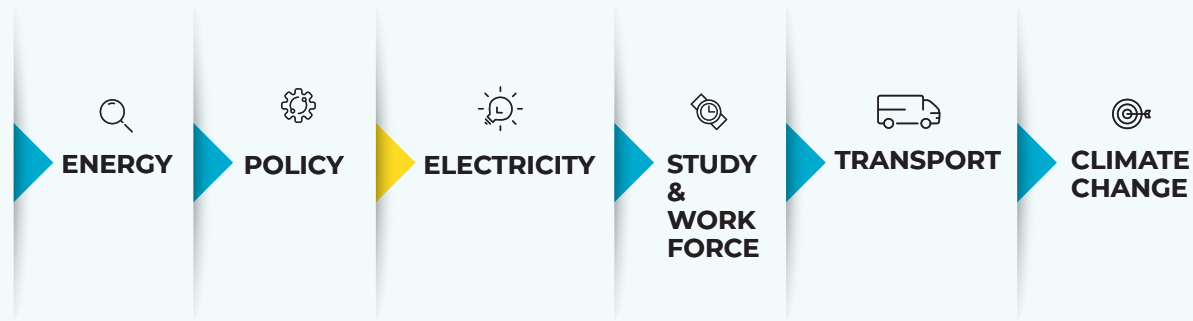 ENERGY
POLICY
ELECTRICITY
STUDY
&
WORK
FORCE
TRANSPORT
CLIMATE
CHANGE